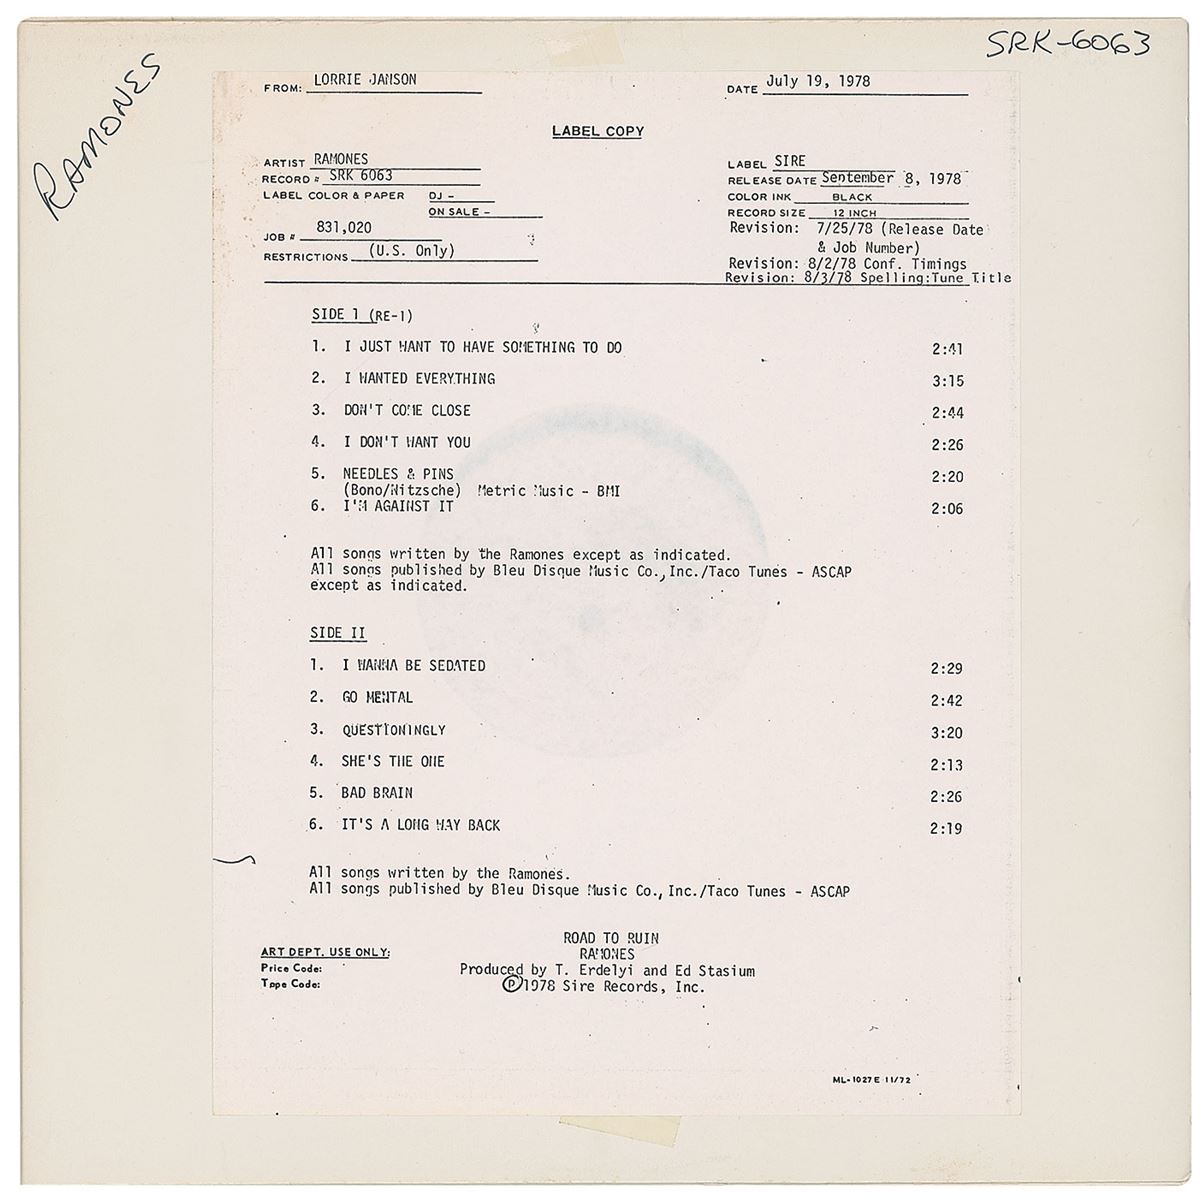 RAMONES
SRK-6063
FROM: LORRIE JANSON
DATE July 19, 1978
LABEL COPY
ARTIST RAMONES
RECORD # SRK 6063
LABEL COLOR & PAPER DJ -
ON SALE -
JOB # 831,020
RESTRICTIONS (U.S. Only)
LABEL SIRE
RELEASE DATE September 8, 1978
COLOR INK BLACK
RECORD SIZE 12 INCH
Revision: 7/25/78 (Release Date
& Job Number)
Revision: 8/2/78 Conf. Timings
Revision: 8/3/78 Spelling:Tune Title
SIDE 1 (RE-1)
1. I JUST WANT TO HAVE SOMETHING TO DO 2:41
2. I WANTED EVERYTHING 3:15
3. DON'T COME CLOSE 2:44
4. I DON'T WANT YOU 2:26
5. NEEDLES & PINS 2:20
(Bono/Nitzsche) Metric Music - BMI
6. I'M AGAINST IT 2:06
All songs written by the Ramones except as indicated.
All songs published by Bleu Disque Music Co., Inc./Taco Tunes - ASCAP
except as indicated.
SIDE II
1. I WANNA BE SEDATED 2:29
2. GO MENTAL 2:42
3. QUESTIONINGLY 3:20
4. SHE'S THE ONE 2:13
5. BAD BRAIN 2:26
6. IT'S A LONG WAY BACK 2:19
All songs written by the Ramones.
All songs published by Bleu Disque Music Co., Inc./Taco Tunes - ASCAP
ROAD TO RUIN
RAMONES
Produced by T. Erdelyi and Ed Stasium
℗1978 Sire Records, Inc.
ART DEPT. USE ONLY:
Price Code:
Tape Code:
ML-1027E 11/72